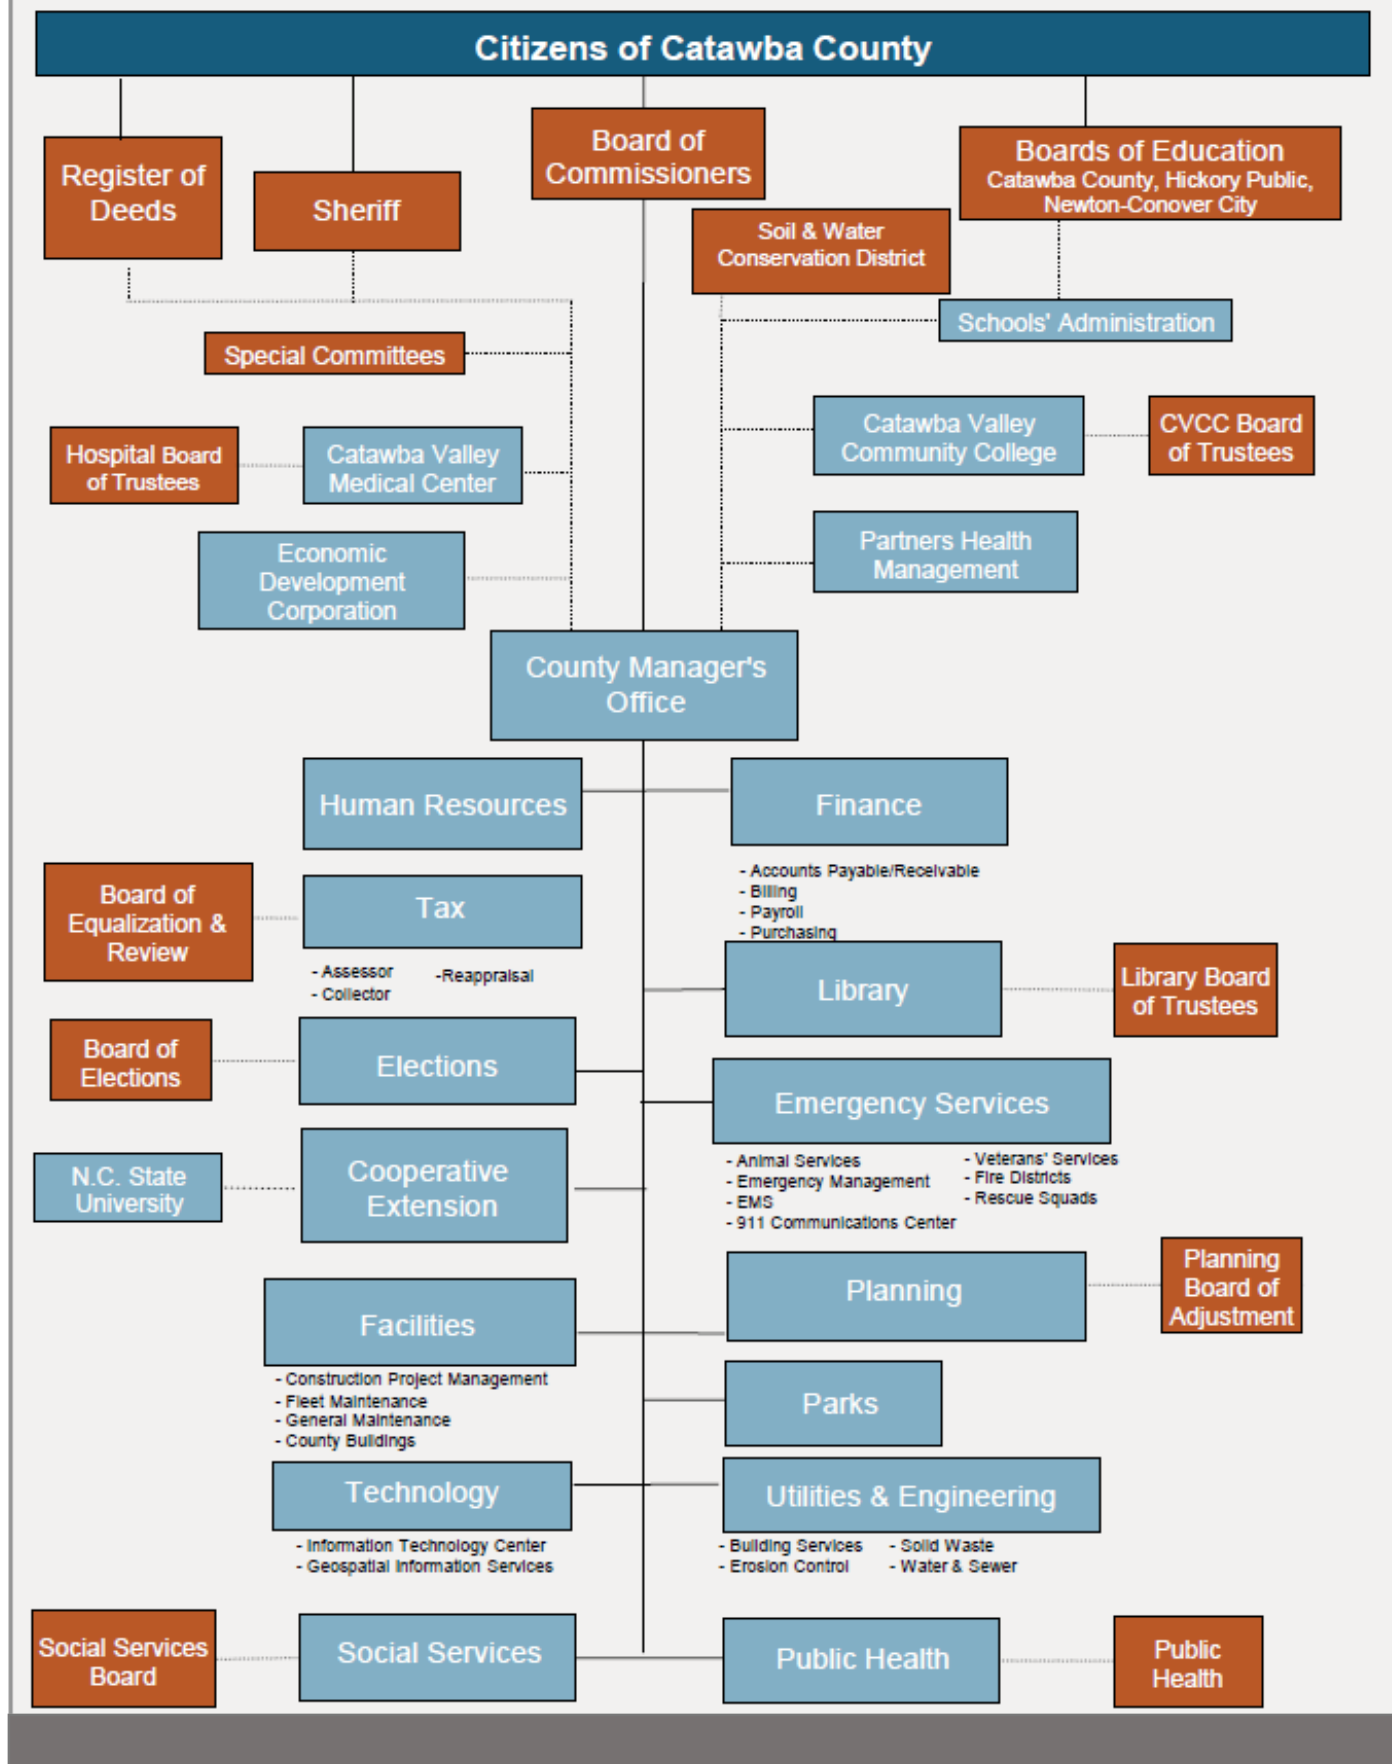 Citizens of Catawba County
Register of
Deeds
Sheriff
Board of
Commissioners
Boards of Education
Catawba County, Hickory Public,
Newton-Conover City
Soil & Water
Conservation District
Schools' Administration
Special Committees
Hospital Board
of Trustees
Catawba Valley
Medical Center
Catawba Valley
Community College
CVCC Board
of Trustees
Economic
Development
Corporation
Partners Health
Management
County Manager's
Office
Human Resources
Finance
- Accounts Payable/Receivable
- Billing
- Payroll
- Purchasing
Board of
Equalization &
Review
Tax
- Assessor
- Collector
-Reappraisal
Library
Library Board
of Trustees
Board of
Elections
Elections
Emergency Services
- Animal Services
- Emergency Management
- EMS
- 911 Communications Center
- Veterans' Services
- Fire Districts
- Rescue Squads
N.C. State
University
Cooperative
Extension
Planning
Planning
Board of
Adjustment
Facilities
- Construction Project Management
- Fleet Maintenance
- General Maintenance
- County Buildings
Parks
Technology
- Information Technology Center
- Geospatial Information Services
Utilities & Engineering
- Building Services
- Erosion Control
- Solid Waste
- Water & Sewer
Social Services
Board
Social Services
Public Health
Public
Health